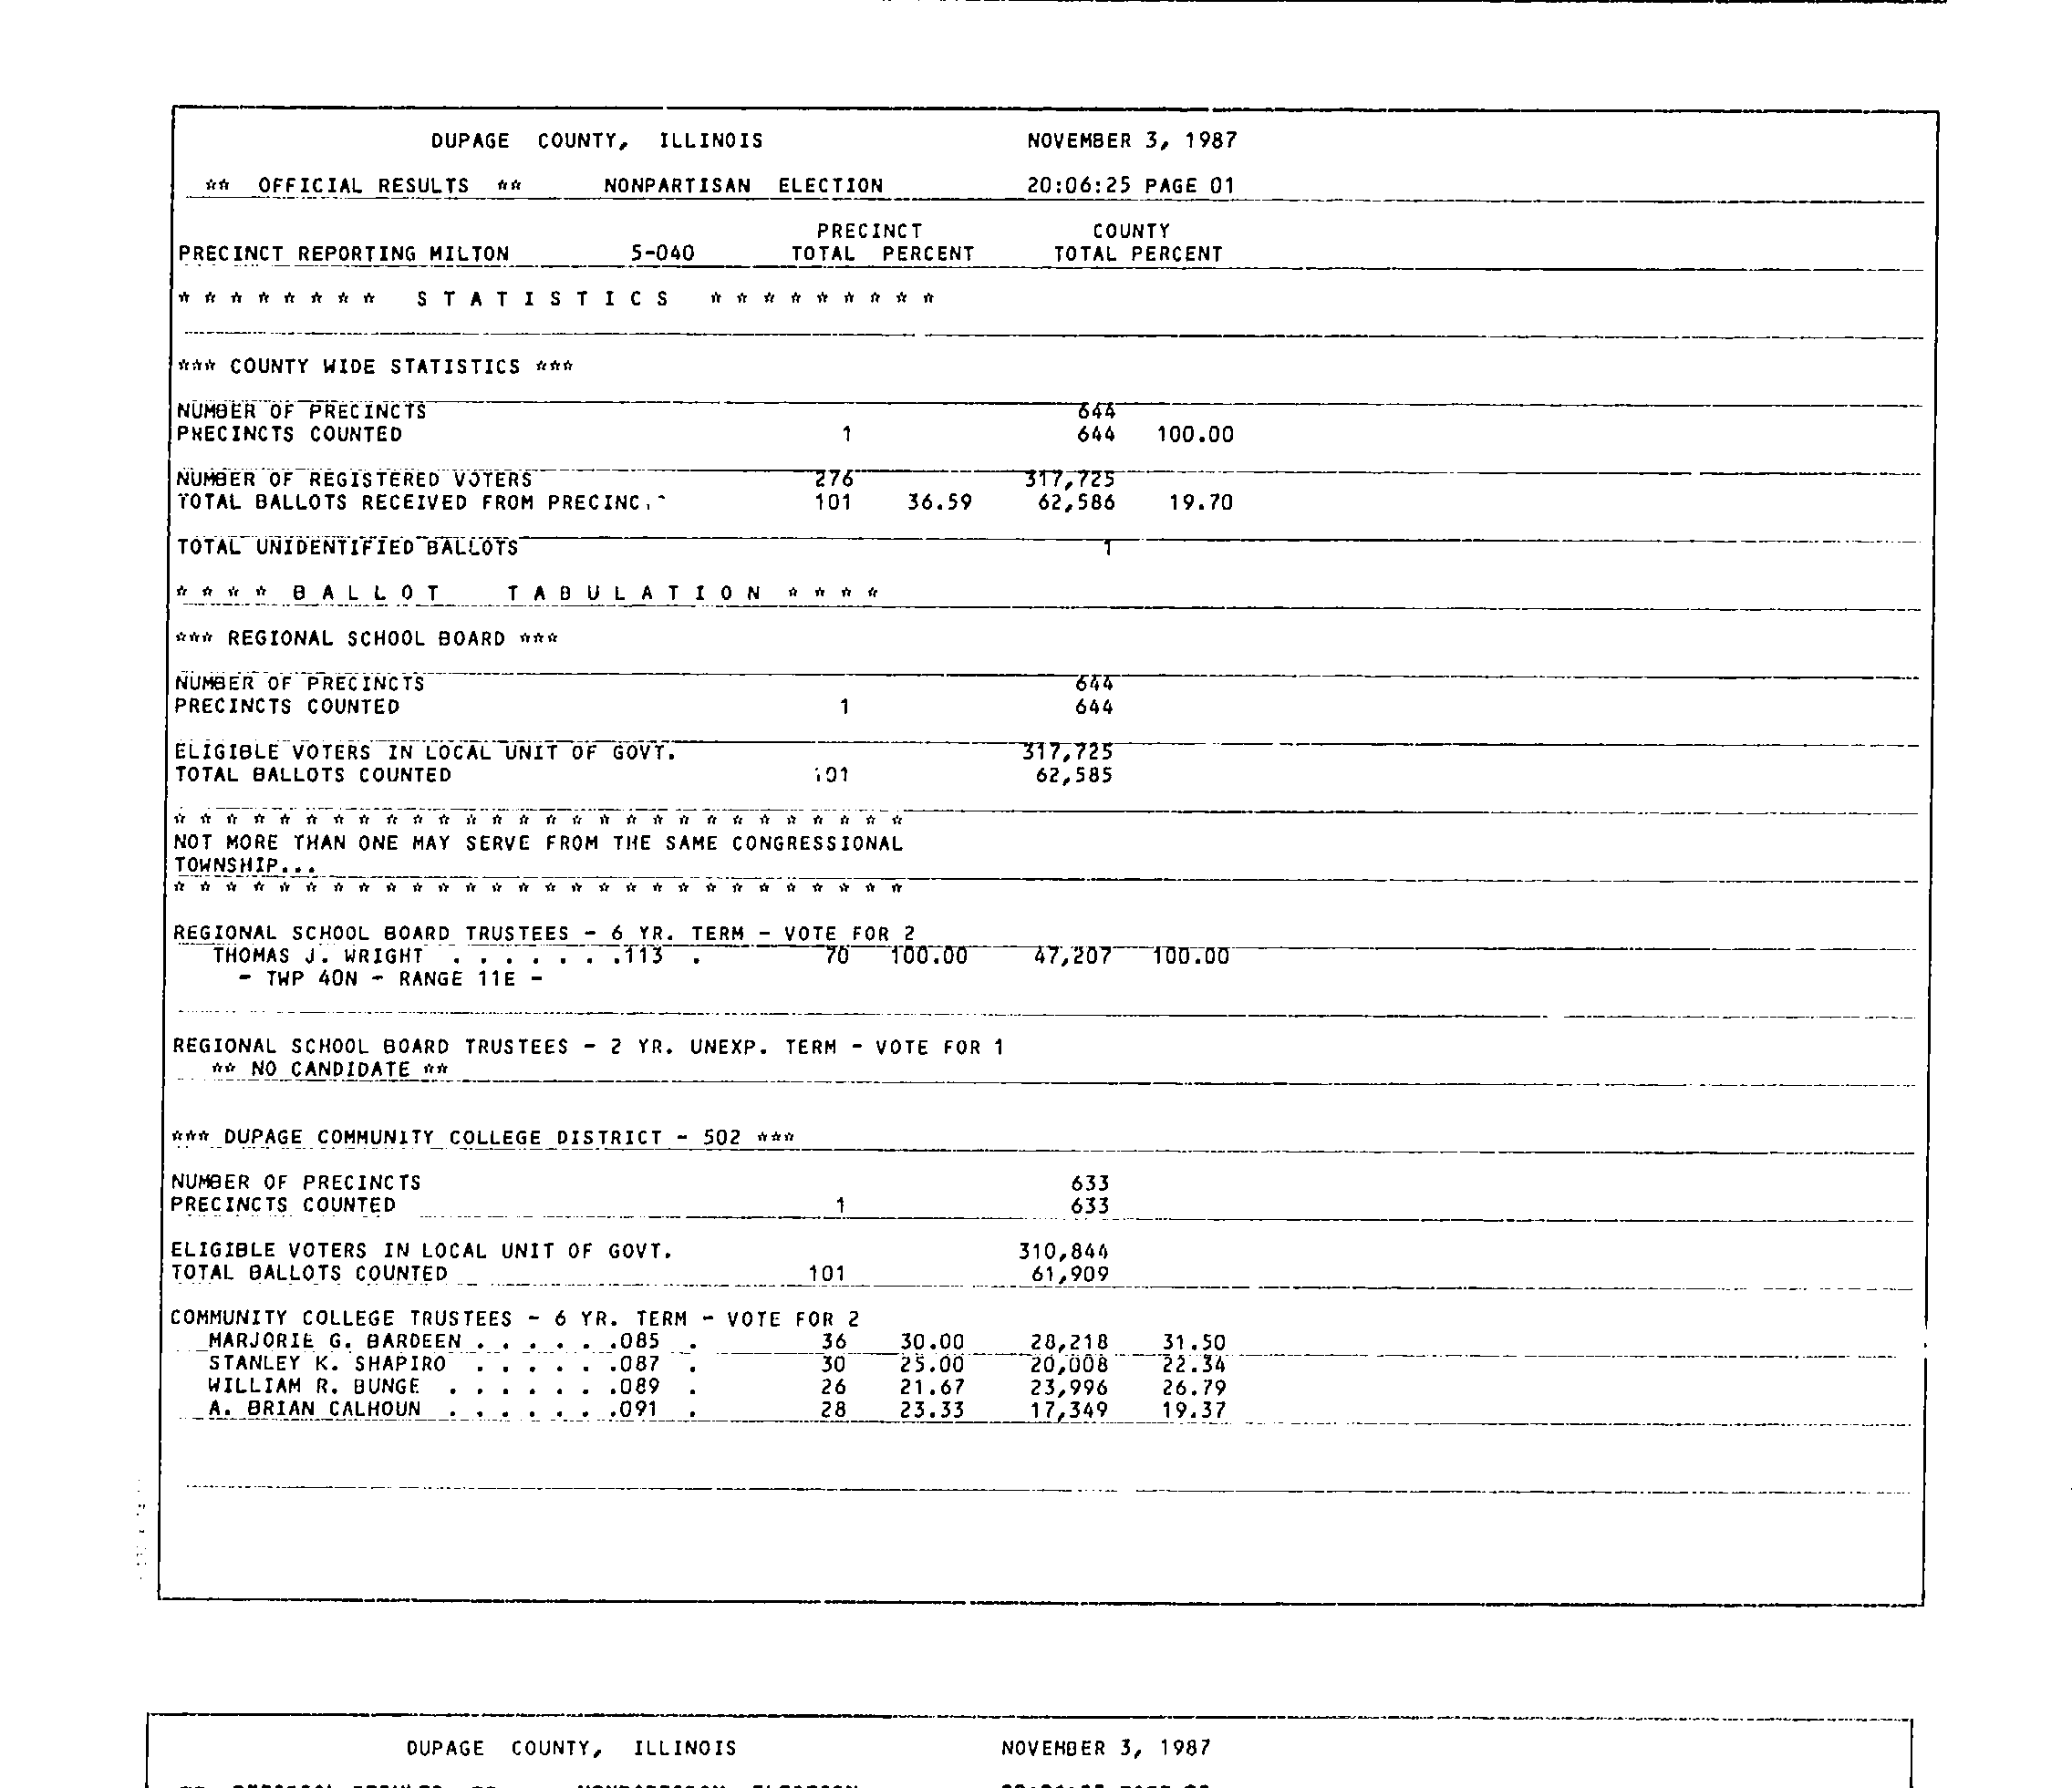 DUPAGE COUNTY, ILLINOIS NOVEMBER 3, 1987
** OFFICIAL RESULTS ** NONPARTISAN ELECTION 20:06:25 PAGE 01
PRECINCT COUNTY
PRECINCT REPORTING MILTON 5-040 TOTAL PERCENT TOTAL PERCENT
* * * * * * * * S T A T I S T I C S * * * * * * * * *
*** COUNTY WIDE STATISTICS ***
NUMBER OF PRECINCTS 644
PRECINCTS COUNTED 1 644 100.00
NUMBER OF REGISTERED VOTERS 276 317,725
TOTAL BALLOTS RECEIVED FROM 101 36.59 62,586 19.70
TOTAL UNIDENTIFIED BALLOTS 1
* * * * B A L L O T T A B U L A T I O N * * * *
*** REGIONAL SCHOOL BOARD ***
NUMBER OF PRECINCTS 644
PRECINCTS COUNTED 1 644
ELIGIBLE VOTERS IN LOCAL UNIT OF GOVT. 317,725
TOTAL BALLOTS COUNTED 101 62,585
* * * * * * * * * * * * * * * * * * * * * * * * * * * *
NOT MORE THAN ONE MAY SERVE FROM THE SAME CONGRESSIONAL
TOWNSHIP...
* * * * * * * * * * * * * * * * * * * * * * * * * * * *
REGIONAL SCHOOL BOARD TRUSTEES - 6 YR. TERM - VOTE FOR 2
THOMAS J. WRIGHT . . . . . . .113 . 70 100.00 47,207 100.00
- TWP 40N - RANGE 11E -
REGIONAL SCHOOL BOARD TRUSTEES - 2 YR. UNEXP. TERM - VOTE FOR 1
** NO CANDIDATE **
*** DUPAGE COMMUNITY COLLEGE DISTRICT - 502 ***
NUMBER OF PRECINCTS 633
PRECINCTS COUNTED 1 633
ELIGIBLE VOTERS IN LOCAL UNIT OF GOVT. 310,844
TOTAL BALLOTS COUNTED 101 61,909
COMMUNITY COLLEGE TRUSTEES - 6 YR. TERM - VOTE FOR 2
MARJORIE G. BARDEEN . . . . . .085 . 36 30.00 28,218 31.50
STANLEY K. SHAPIRO . . . . . .087 . 30 25.00 20,008 22.34
WILLIAM R. BUNGE . . . . . . .089 . 26 21.67 23,996 26.79
A. BRIAN CALHOUN . . . . . . .091 . 28 23.33 17,349 19.37
DUPAGE COUNTY, ILLINOIS NOVEMBER 3, 1987